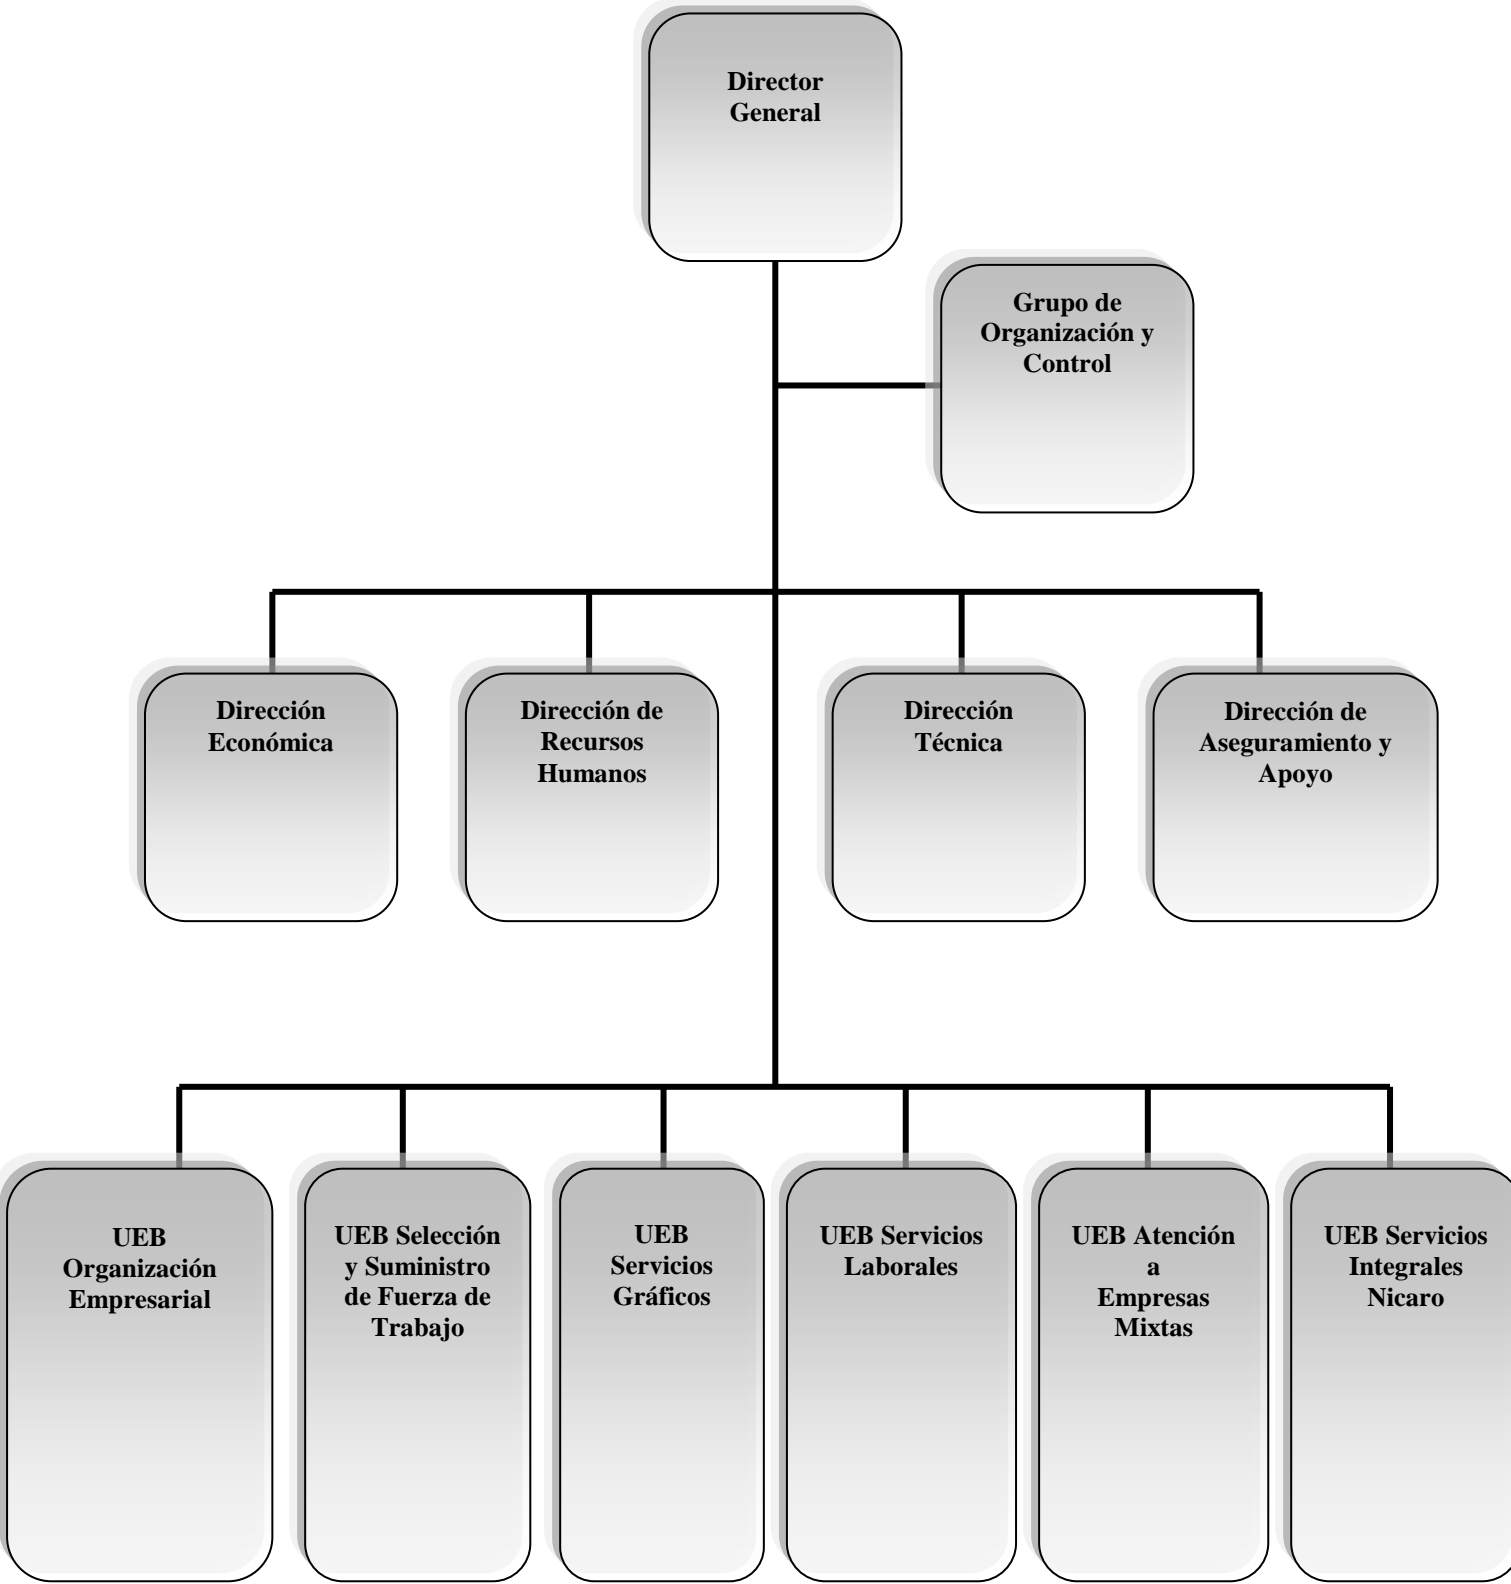 Director
General
Grupo de
Organización y
Control
Dirección
Económica
Dirección de
Recursos
Humanos
Dirección
Técnica
Dirección de
Aseguramiento y
Apoyo
UEB
Organización
Empresarial
UEB Selección
y Suministro
de Fuerza de
Trabajo
UEB
Servicios
Gráficos
UEB Servicios
Laborales
UEB Atención
a
Empresas
Mixtas
UEB Servicios
Integrales
Nicaro